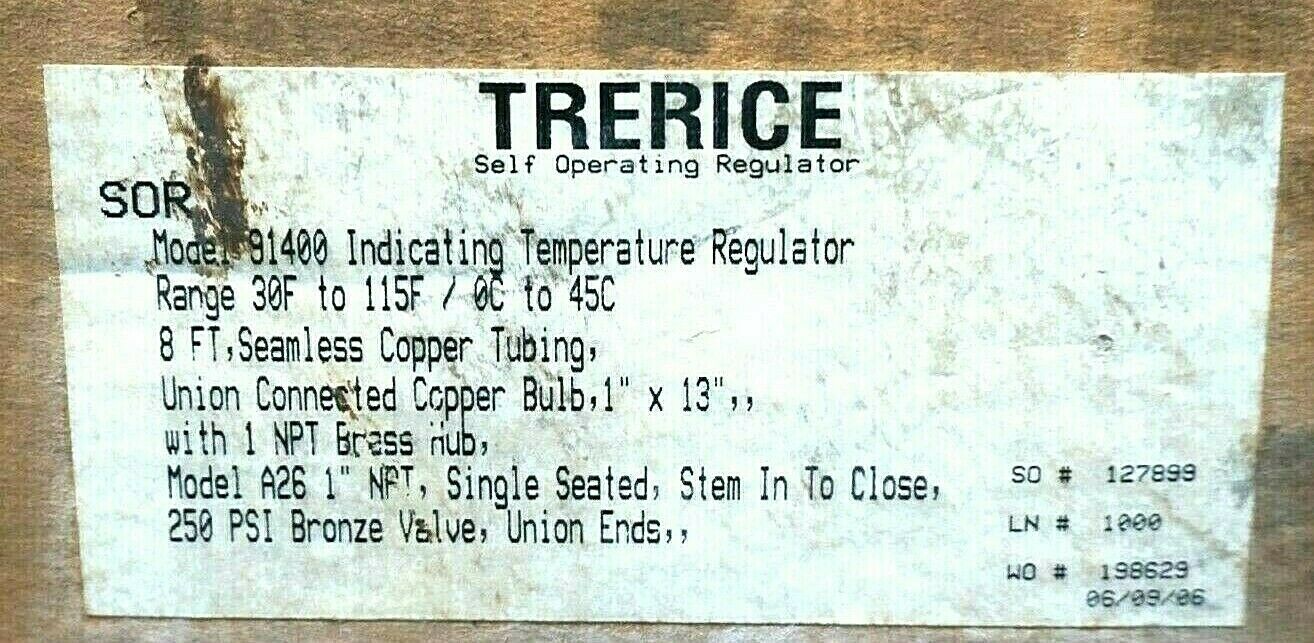 TRERICE
Self Operating Regulator
SOR
Model 91400 Indicating Temperature Regulator
Range 30F to 115F / 0C to 45C
8 FT,Seamless Copper Tubing,
Union Connected Copper Bulb,1" x 13",,
with 1 NPT Brass Hub,
Model A26 1" NPT, Single Seated, Stem In To Close,
250 PSI Bronze Valve, Union Ends,,
SO # 127899
LN # 1000
WO # 198629
06/09/06